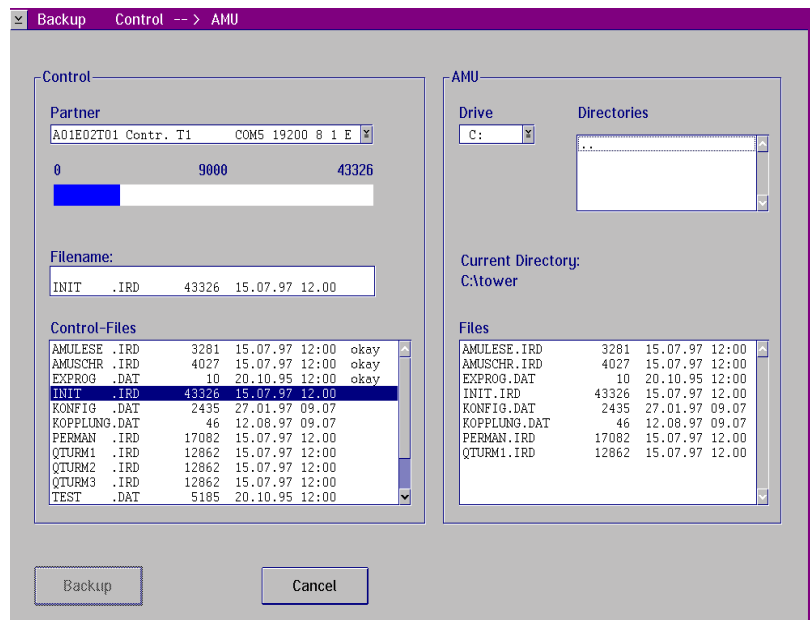 Backup Control --> AMU
Control
Partner
A01E02T01 Contr. T1 COM5 19200 8 1 E
0 9000 43326
Filename:
INIT .IRD 43326 15.07.97 12.00
Control-Files
AMULESE .IRD 3281 15.07.97 12:00 okay
AMUSCHR .IRD 4027 15.07.97 12:00 okay
EXPROG .DAT 10 20.10.95 12:00 okay
INIT .IRD 43326 15.07.97 12.00
KONFIG .DAT 2435 27.01.97 09.07
KOPPLUNG.DAT 46 12.08.97 09.07
PERMAN .IRD 17082 15.07.97 12.00
QTURM1 .IRD 12862 15.07.97 12:00
QTURM2 .IRD 12862 15.07.97 12:00
QTURM3 .IRD 12862 15.07.97 12:00
TEST .DAT 5185 20.10.95 12:00
AMU
Drive
C:
Directories
..
Current Directory:
C:\tower
Files
AMULESE.IRD 3281 15.07.97 12:00
AMUSCHR.IRD 4027 15.07.97 12:00
EXPROG.DAT 10 20.10.95 12:00
INIT.IRD 43326 15.07.97 12.00
KONFIG.DAT 2435 27.01.97 09.07
KOPPLUNG.DAT 46 12.08.97 09.07
PERMAN.IRD 17082 15.07.97 12.00
QTURM1.IRD 12862 15.07.97 12.00
Backup
Cancel